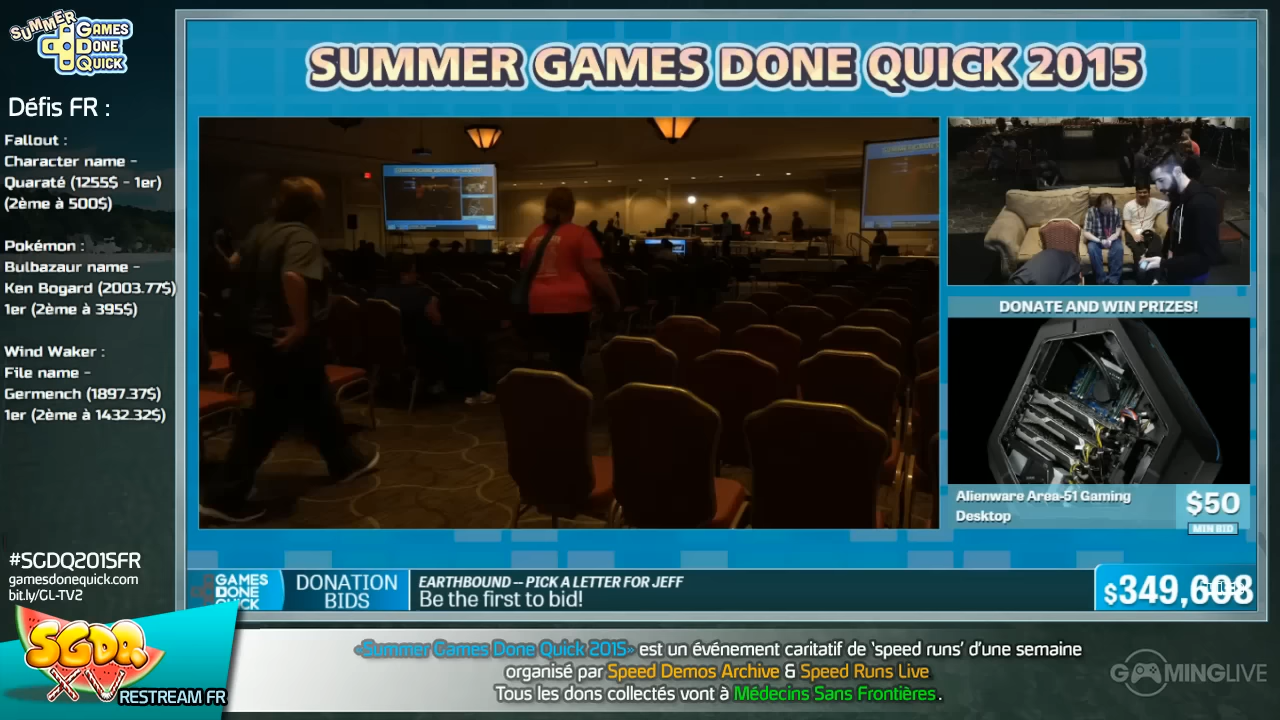 SUMMER
GAMES
DONE
QUICK
Défis FR :
Fallout :
Character name -
Quaraté (1255$ - 1er)
(2ème à 500$)
Pokémon :
Bulbazaur name -
Ken Bogard (2003.77$)
1er (2ème à 395$)
Wind Waker :
File name -
Germench (1897.37$)
1er (2ème à 1432.32$)
#SGDQ2015FR
gamesdonequick.com
bit.ly/GL-TV2
SGDQ
RESTREAM FR
SUMMER GAMES DONE QUICK 2015
DONATE AND WIN PRIZES!
Alienware Area-51 Gaming
Desktop
$50
MIN BID
GAMES
DONE
QUICK
DONATION
BIDS
EARTHBOUND -- PICK A LETTER FOR JEFF
Be the first to bid!
$349,608
«Summer Games Done Quick 2015» est un événement caritatif de 'speed runs' d'une semaine
organisé par Speed Demos Archive & Speed Runs Live
Tous les dons collectés vont à Médecins Sans Frontières.
GAMINGLIVE